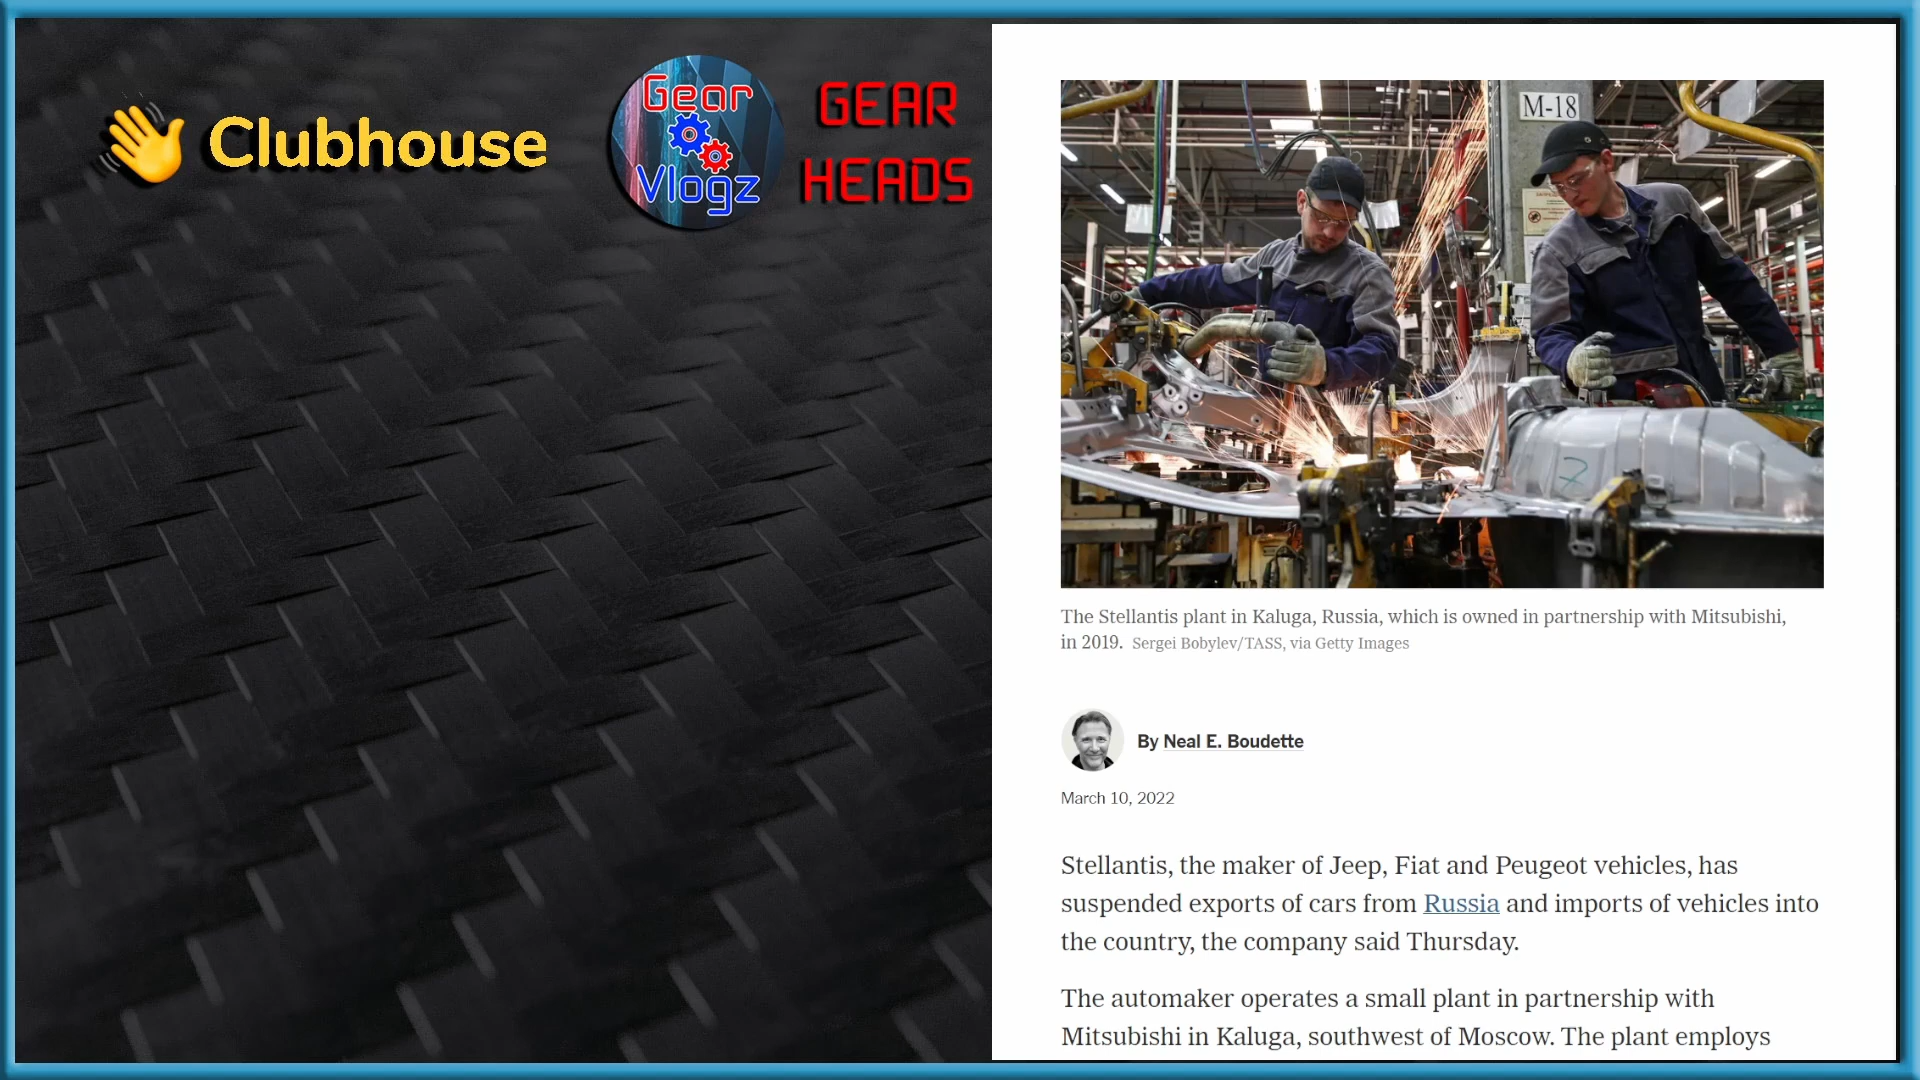 Clubhouse
Gear
Vlogz
GEAR
HEADS
M-18
7
The Stellantis plant in Kaluga, Russia, which is owned in partnership with Mitsubishi,
in 2019. Sergei Bobylev/TASS, via Getty Images
By Neal E. Boudette
March 10, 2022
Stellantis, the maker of Jeep, Fiat and Peugeot vehicles, has
suspended exports of cars from Russia and imports of vehicles into
the country, the company said Thursday.
The automaker operates a small plant in partnership with
Mitsubishi in Kaluga, southwest of Moscow. The plant employs